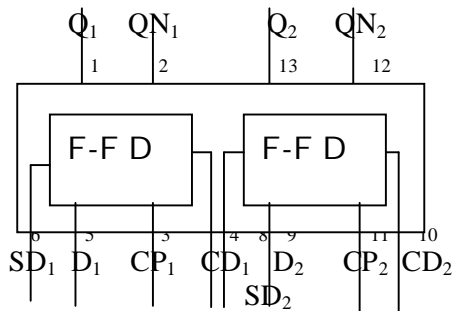 Q₁ QN₁ Q₂ QN₂
1 2 13 12
F-F D F-F D
6 5 3 4 8 9 11 10
SD₁ D₁ CP₁ CD₁ D₂ CP₂ CD₂
SD₂